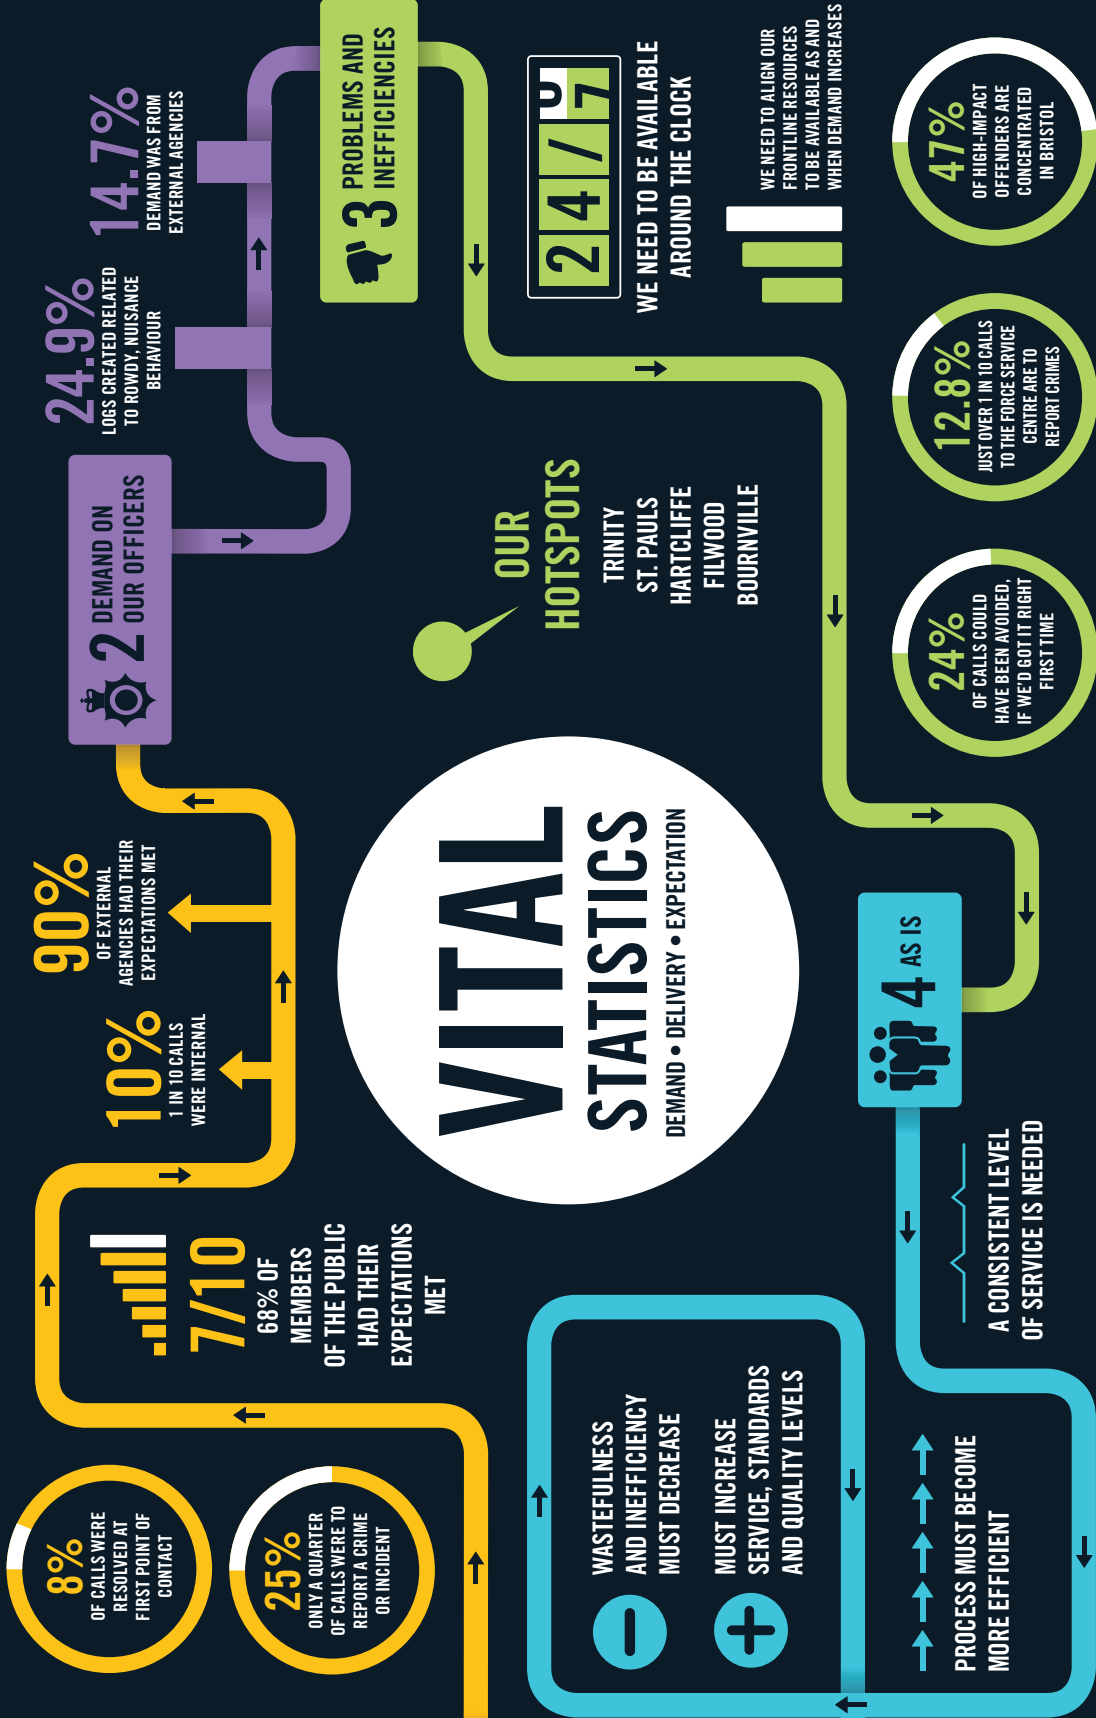 8%
OF CALLS WERE
RESOLVED AT
FIRST POINT OF
CONTACT
25%
ONLY A QUARTER
OF CALLS WERE TO
REPORT A CRIME
OR INCIDENT
7/10
68% OF
MEMBERS
OF THE PUBLIC
HAD THEIR
EXPECTATIONS
MET
10%
1 IN 10 CALLS
WERE INTERNAL
90%
OF EXTERNAL
AGENCIES HAD THEIR
EXPECTATIONS MET
2 DEMAND ON
OUR OFFICERS
24.9%
LOGS CREATED RELATED
TO ROWDY, NUISANCE
BEHAVIOUR
14.7%
DEMAND WAS FROM
EXTERNAL AGENCIES
3 PROBLEMS AND
INEFFICIENCIES
24/7
WE NEED TO BE AVAILABLE
AROUND THE CLOCK
WE NEED TO ALIGN OUR
FRONTLINE RESOURCES
TO BE AVAILABLE AS AND
WHEN DEMAND INCREASES
OUR
HOTSPOTS
TRINITY
ST. PAULS
HARTCLIFFE
FILWOOD
BOURNVILLE
47%
OF HIGH-IMPACT
OFFENDERS ARE
CONCENTRATED
IN BRISTOL
12.8%
JUST OVER 1 IN 10 CALLS
TO THE FORCE SERVICE
CENTRE ARE TO
REPORT CRIMES
24%
OF CALLS COULD
HAVE BEEN AVOIDED,
IF WE'D GOT IT RIGHT
FIRST TIME
VITAL
STATISTICS
DEMAND • DELIVERY • EXPECTATION
4 AS IS
A CONSISTENT LEVEL
OF SERVICE IS NEEDED
PROCESS MUST BECOME
MORE EFFICIENT
WASTEFULNESS
AND INEFFICIENCY
MUST DECREASE
MUST INCREASE
SERVICE, STANDARDS
AND QUALITY LEVELS